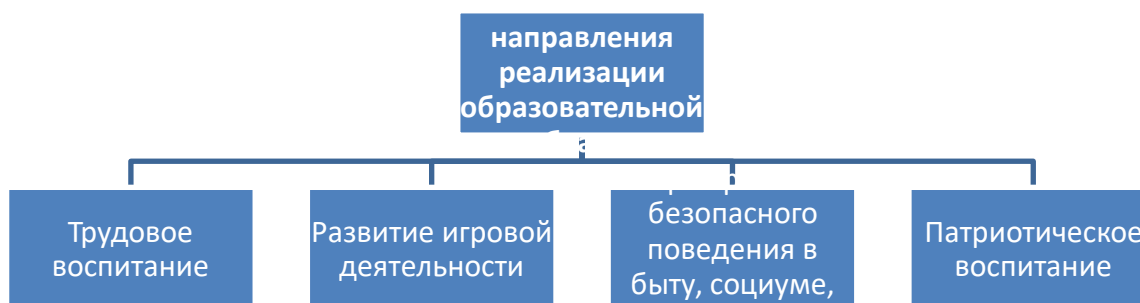 направления
реализации
образовательной
Трудовое
воспитание
Развитие игровой
деятельности
безопасного
поведения в
быту, социуме,
Патриотическое
воспитание